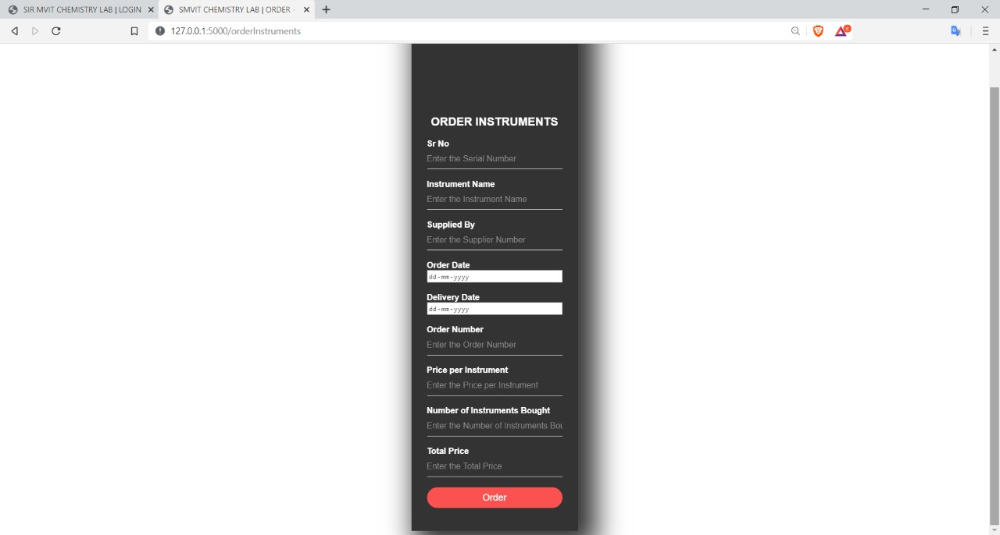 SIR MVIT CHEMISTRY LAB | LOGIN
SMVIT CHEMISTRY LAB | ORDER
127.0.0.1:5000/orderInstruments
ORDER INSTRUMENTS
Sr No
Enter the Serial Number
Instrument Name
Enter the Instrument Name
Supplied By
Enter the Supplier Number
Order Date
dd-mm-yyyy
Delivery Date
dd-mm-yyyy
Order Number
Enter the Order Number
Price per Instrument
Enter the Price per Instrument
Number of Instruments Bought
Enter the Number of Instruments Bou
Total Price
Enter the Total Price
Order